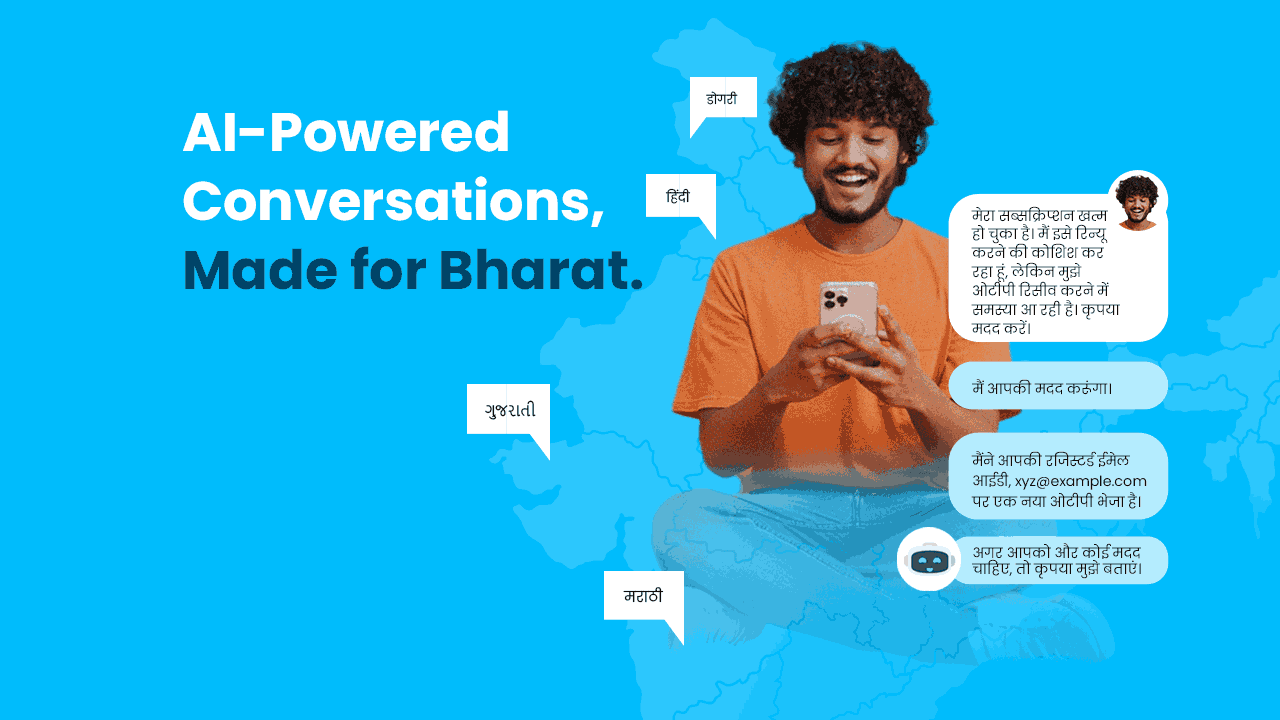 AI-Powered
Conversations,
Made for Bharat.
डोगरी
हिंदी
ગુજરાતી
मराठी
मेरा सब्सक्रिप्शन खत्म
हो चुका है। मैं इसे रिन्यू
करने की कोशिश कर
रहा हूं, लेकिन मुझे
ओटीपी रिसीव करने में
समस्या आ रही है। कृपया
मदद करें।
मैं आपकी मदद करूंगा।
मैंने आपकी रजिस्टर्ड ईमेल
आईडी, xyz@example.com
पर एक नया ओटीपी भेजा है।
अगर आपको और कोई मदद
चाहिए, तो कृपया मुझे बताएं।